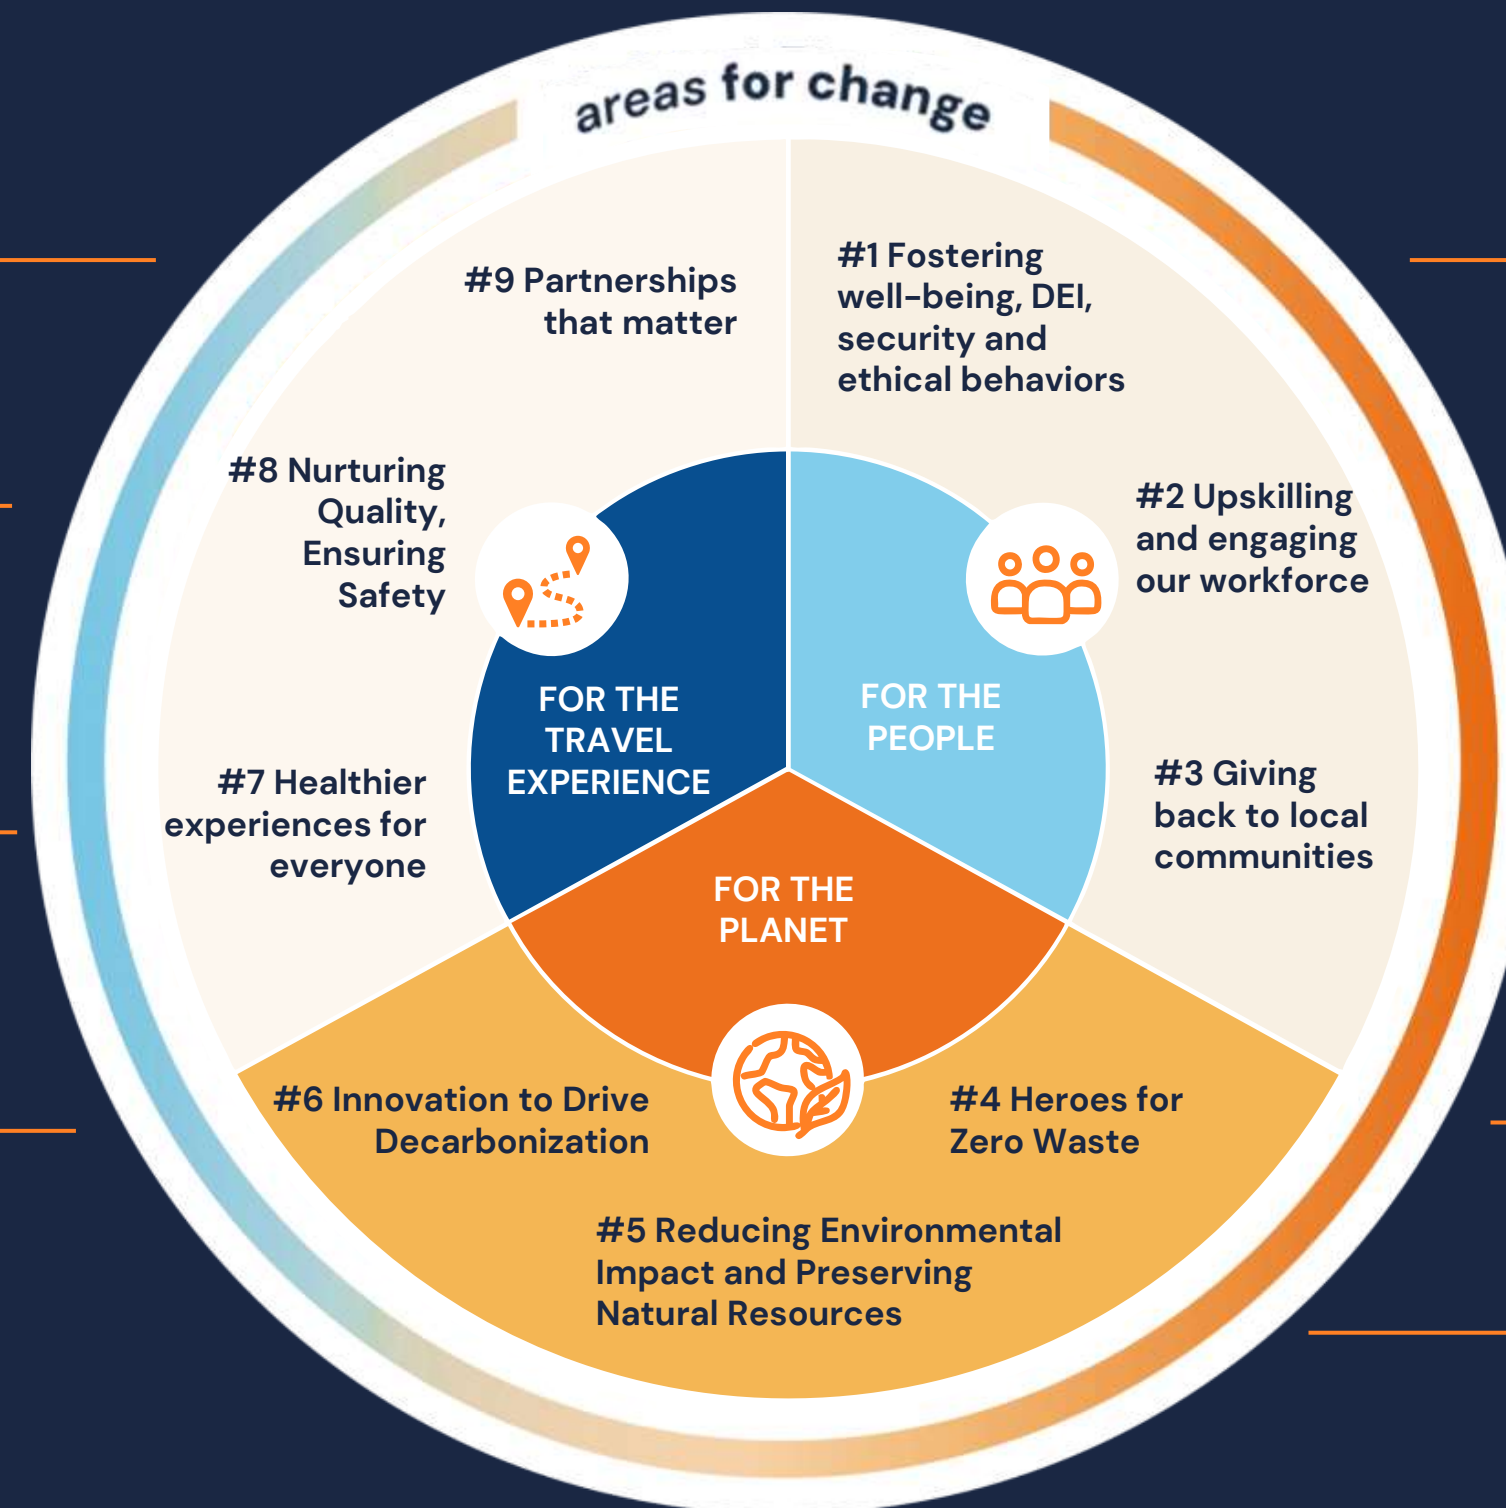 areas for change
#1 Fostering
well-being, DEI,
security and
ethical behaviors
#2 Upskilling
and engaging
our workforce
#3 Giving
back to local
communities
#4 Heroes for
Zero Waste
#5 Reducing Environmental
Impact and Preserving
Natural Resources
#6 Innovation to Drive
Decarbonization
#7 Healthier
experiences for
everyone
#8 Nurturing
Quality,
Ensuring
Safety
#9 Partnerships
that matter
FOR THE
TRAVEL
EXPERIENCE
FOR THE
PEOPLE
FOR THE
PLANET